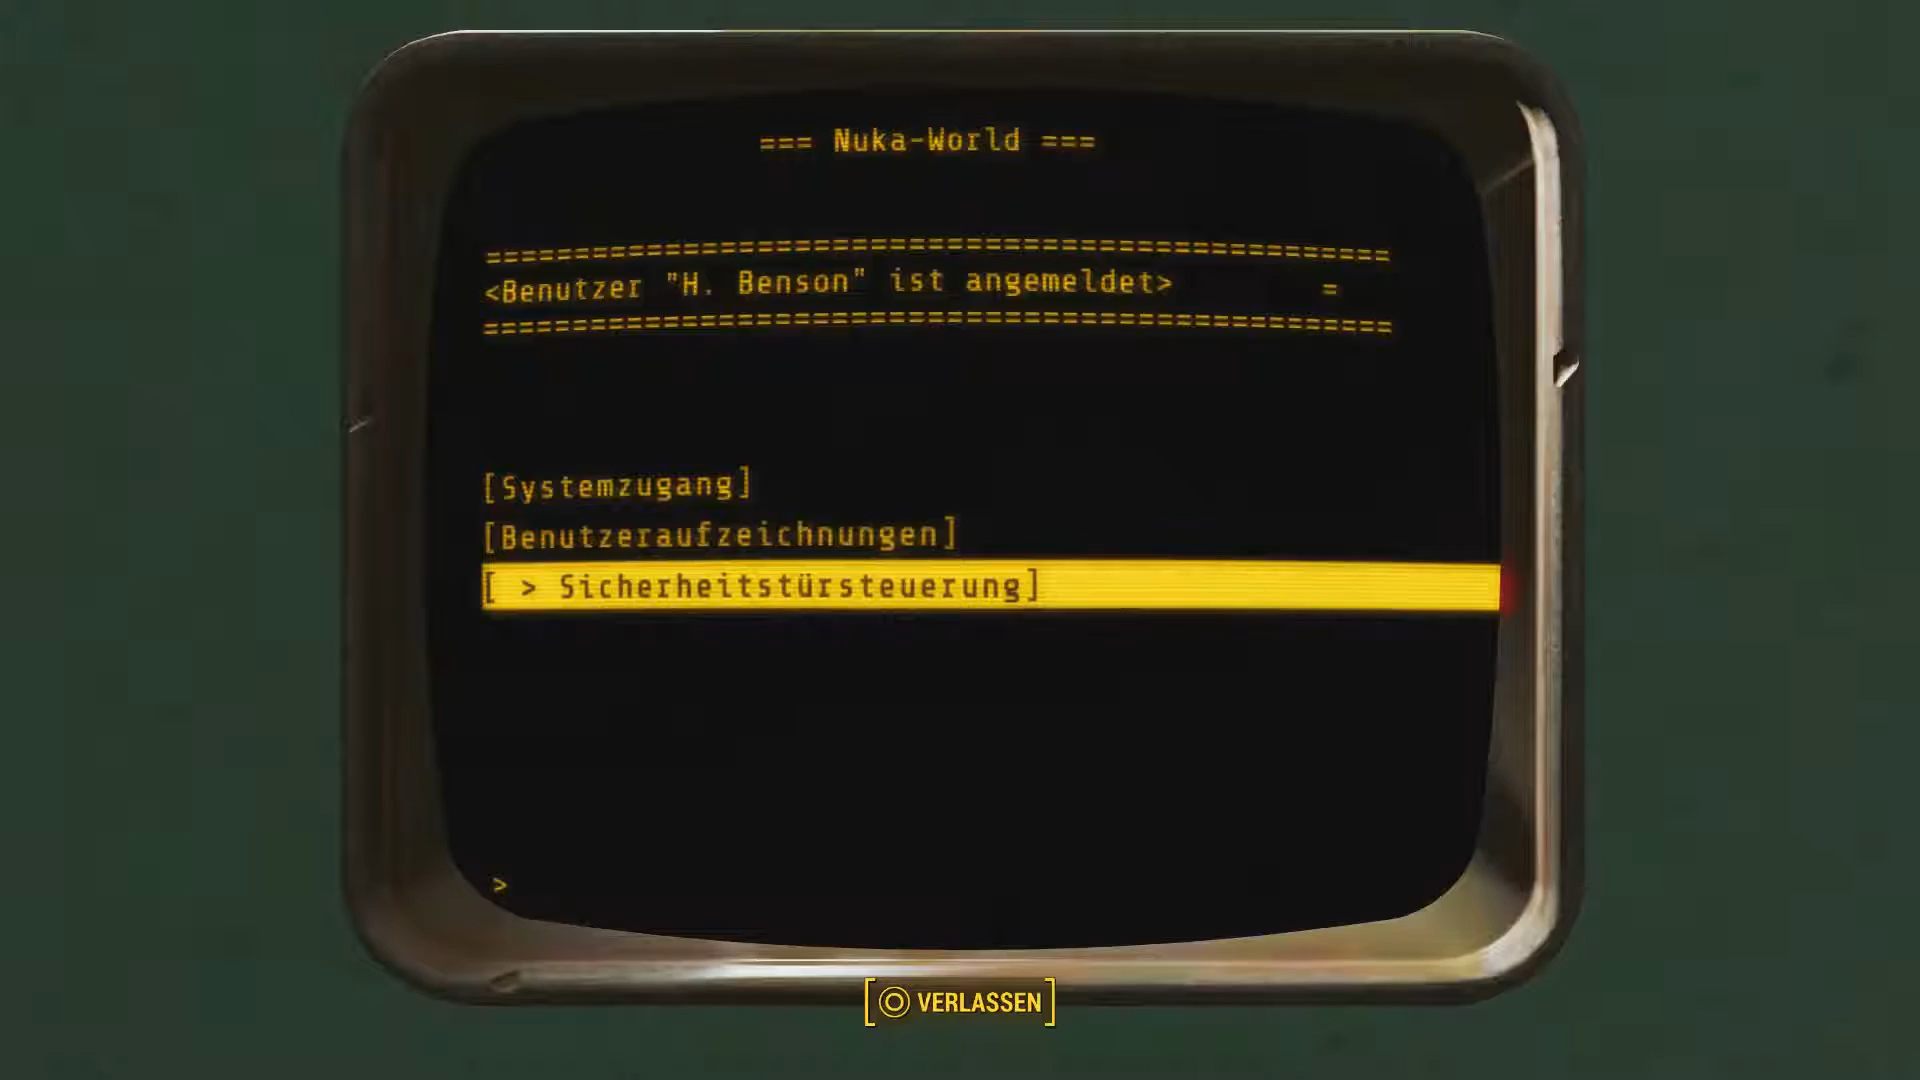 === Nuka-World ===
==================================================
<Benutzer "H. Benson" ist angemeldet> =
==================================================
[Systemzugang]
[Benutzeraufzeichnungen]
[ > Sicherheitstürsteuerung]
>
[ VERLASSEN ]